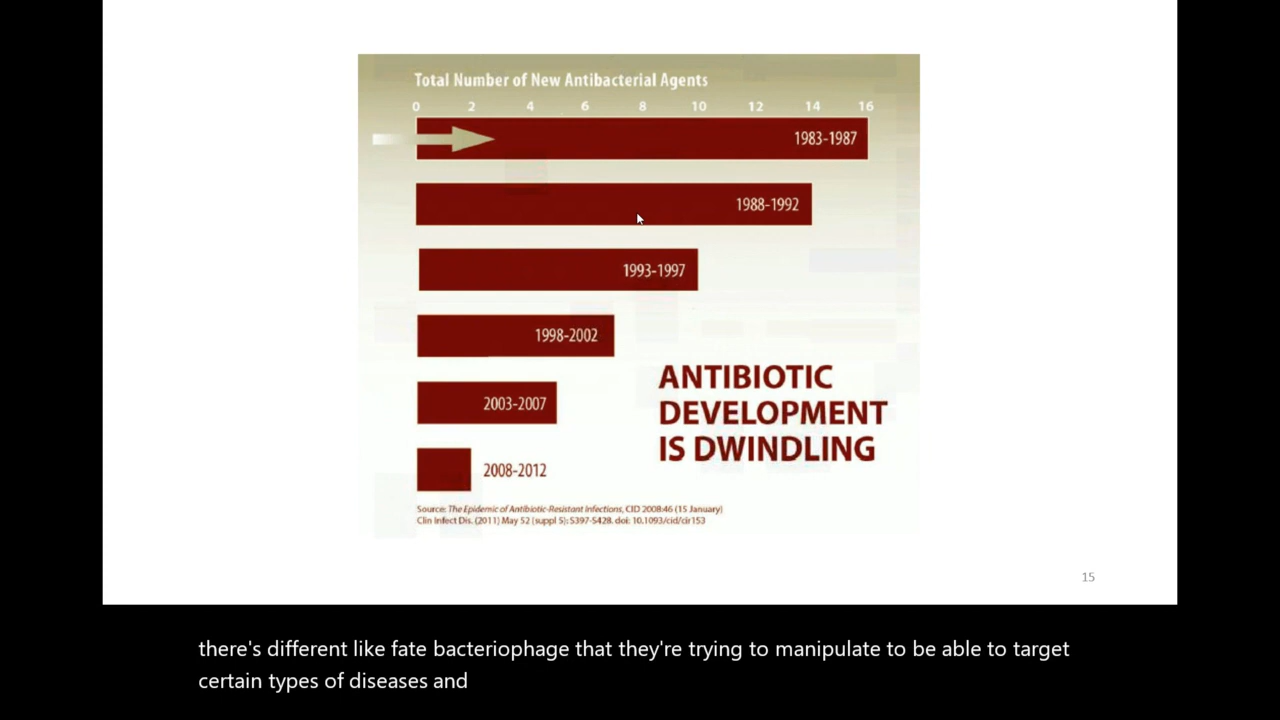 Total Number of New Antibacterial Agents
0 2 4 6 8 10 12 14 16
1983-1987
1988-1992
1993-1997
1998-2002
2003-2007
2008-2012
ANTIBIOTIC
DEVELOPMENT
IS DWINDLING
Source: The Epidemic of Antibiotic-Resistant Infections, CID 2008:46 (15 January)
Clin Infect Dis. (2011) May 52 (suppl 5): S397-S428. doi: 10.1093/cid/cir153
15
there's different like fate bacteriophage that they're trying to manipulate to be able to target
certain types of diseases and